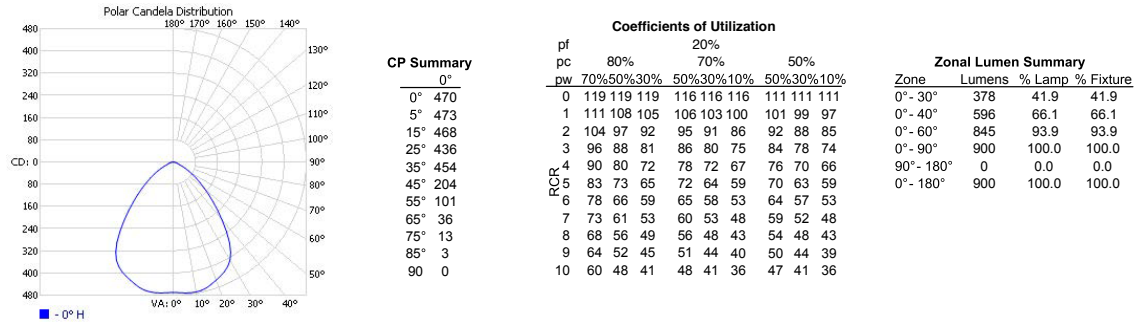 Polar Candela Distribution
480 180° 170° 160° 150° 140°
400 130°
320
240 120°
160 110°
80 100°
CD: 0 90°
80 80°
160 70°
240 60°
320
400 50°
480 VA: 0° 10° 20° 30° 40°
- 0° H
CP Summary
0°
0° 470
5° 473
15° 468
25° 436
35° 454
45° 204
55° 101
65° 36
75° 13
85° 3
90 0
Coefficients of Utilization
pf 20%
pc 80% 70% 50%
pw 70%50%30% 50%30%10% 50%30%10%
RCR
0 119 119 119 116 116 116 111 111 111
1 111 108 105 106 103 100 101 99 97
2 104 97 92 95 91 86 92 88 85
3 96 88 81 86 80 75 84 78 74
4 90 80 72 78 72 67 76 70 66
5 83 73 65 72 64 59 70 63 59
6 78 66 59 65 58 53 64 57 53
7 73 61 53 60 53 48 59 52 48
8 68 56 49 56 48 43 54 48 43
9 64 52 45 51 44 40 50 44 39
10 60 48 41 48 41 36 47 41 36
Zonal Lumen Summary
Zone Lumens % Lamp % Fixture
0°- 30° 378 41.9 41.9
0°- 40° 596 66.1 66.1
0°- 60° 845 93.9 93.9
0°- 90° 900 100.0 100.0
90°- 180° 0 0.0 0.0
0°- 180° 900 100.0 100.0